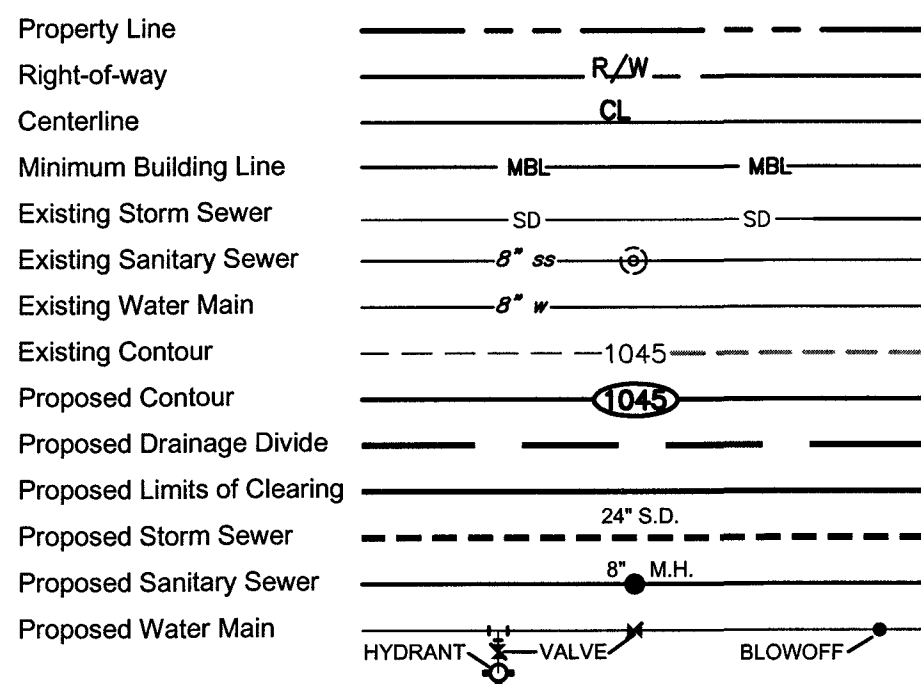 Property Line
Right-of-way R/W
Centerline CL
Minimum Building Line MBL MBL
Existing Storm Sewer SD SD
Existing Sanitary Sewer 8" ss
Existing Water Main 8" w
Existing Contour 1045
Proposed Contour 1045
Proposed Drainage Divide
Proposed Limits of Clearing
24" S.D.
Proposed Storm Sewer
Proposed Sanitary Sewer 8" M.H.
Proposed Water Main
HYDRANT VALVE BLOWOFF